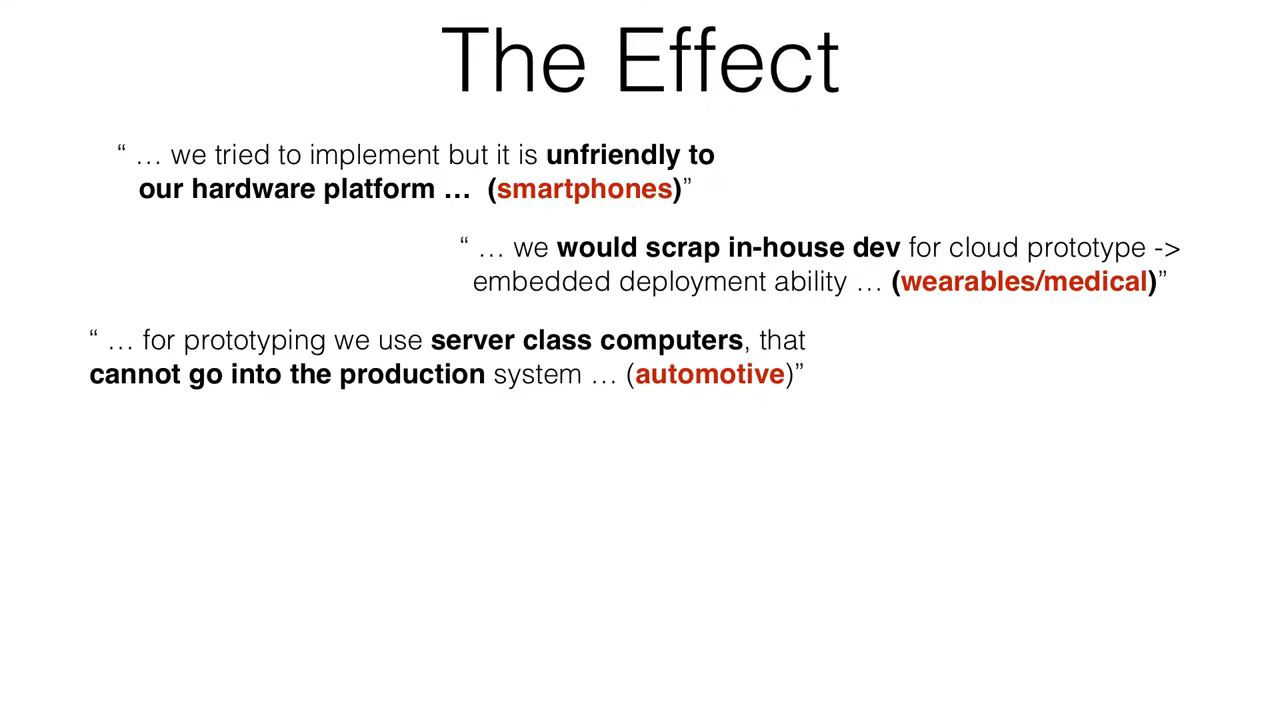 The Effect
“ … we tried to implement but it is unfriendly to
our hardware platform … (smartphones)”
“ … we would scrap in-house dev for cloud prototype ->
embedded deployment ability … (wearables/medical)”
“ … for prototyping we use server class computers, that
cannot go into the production system … (automotive)”